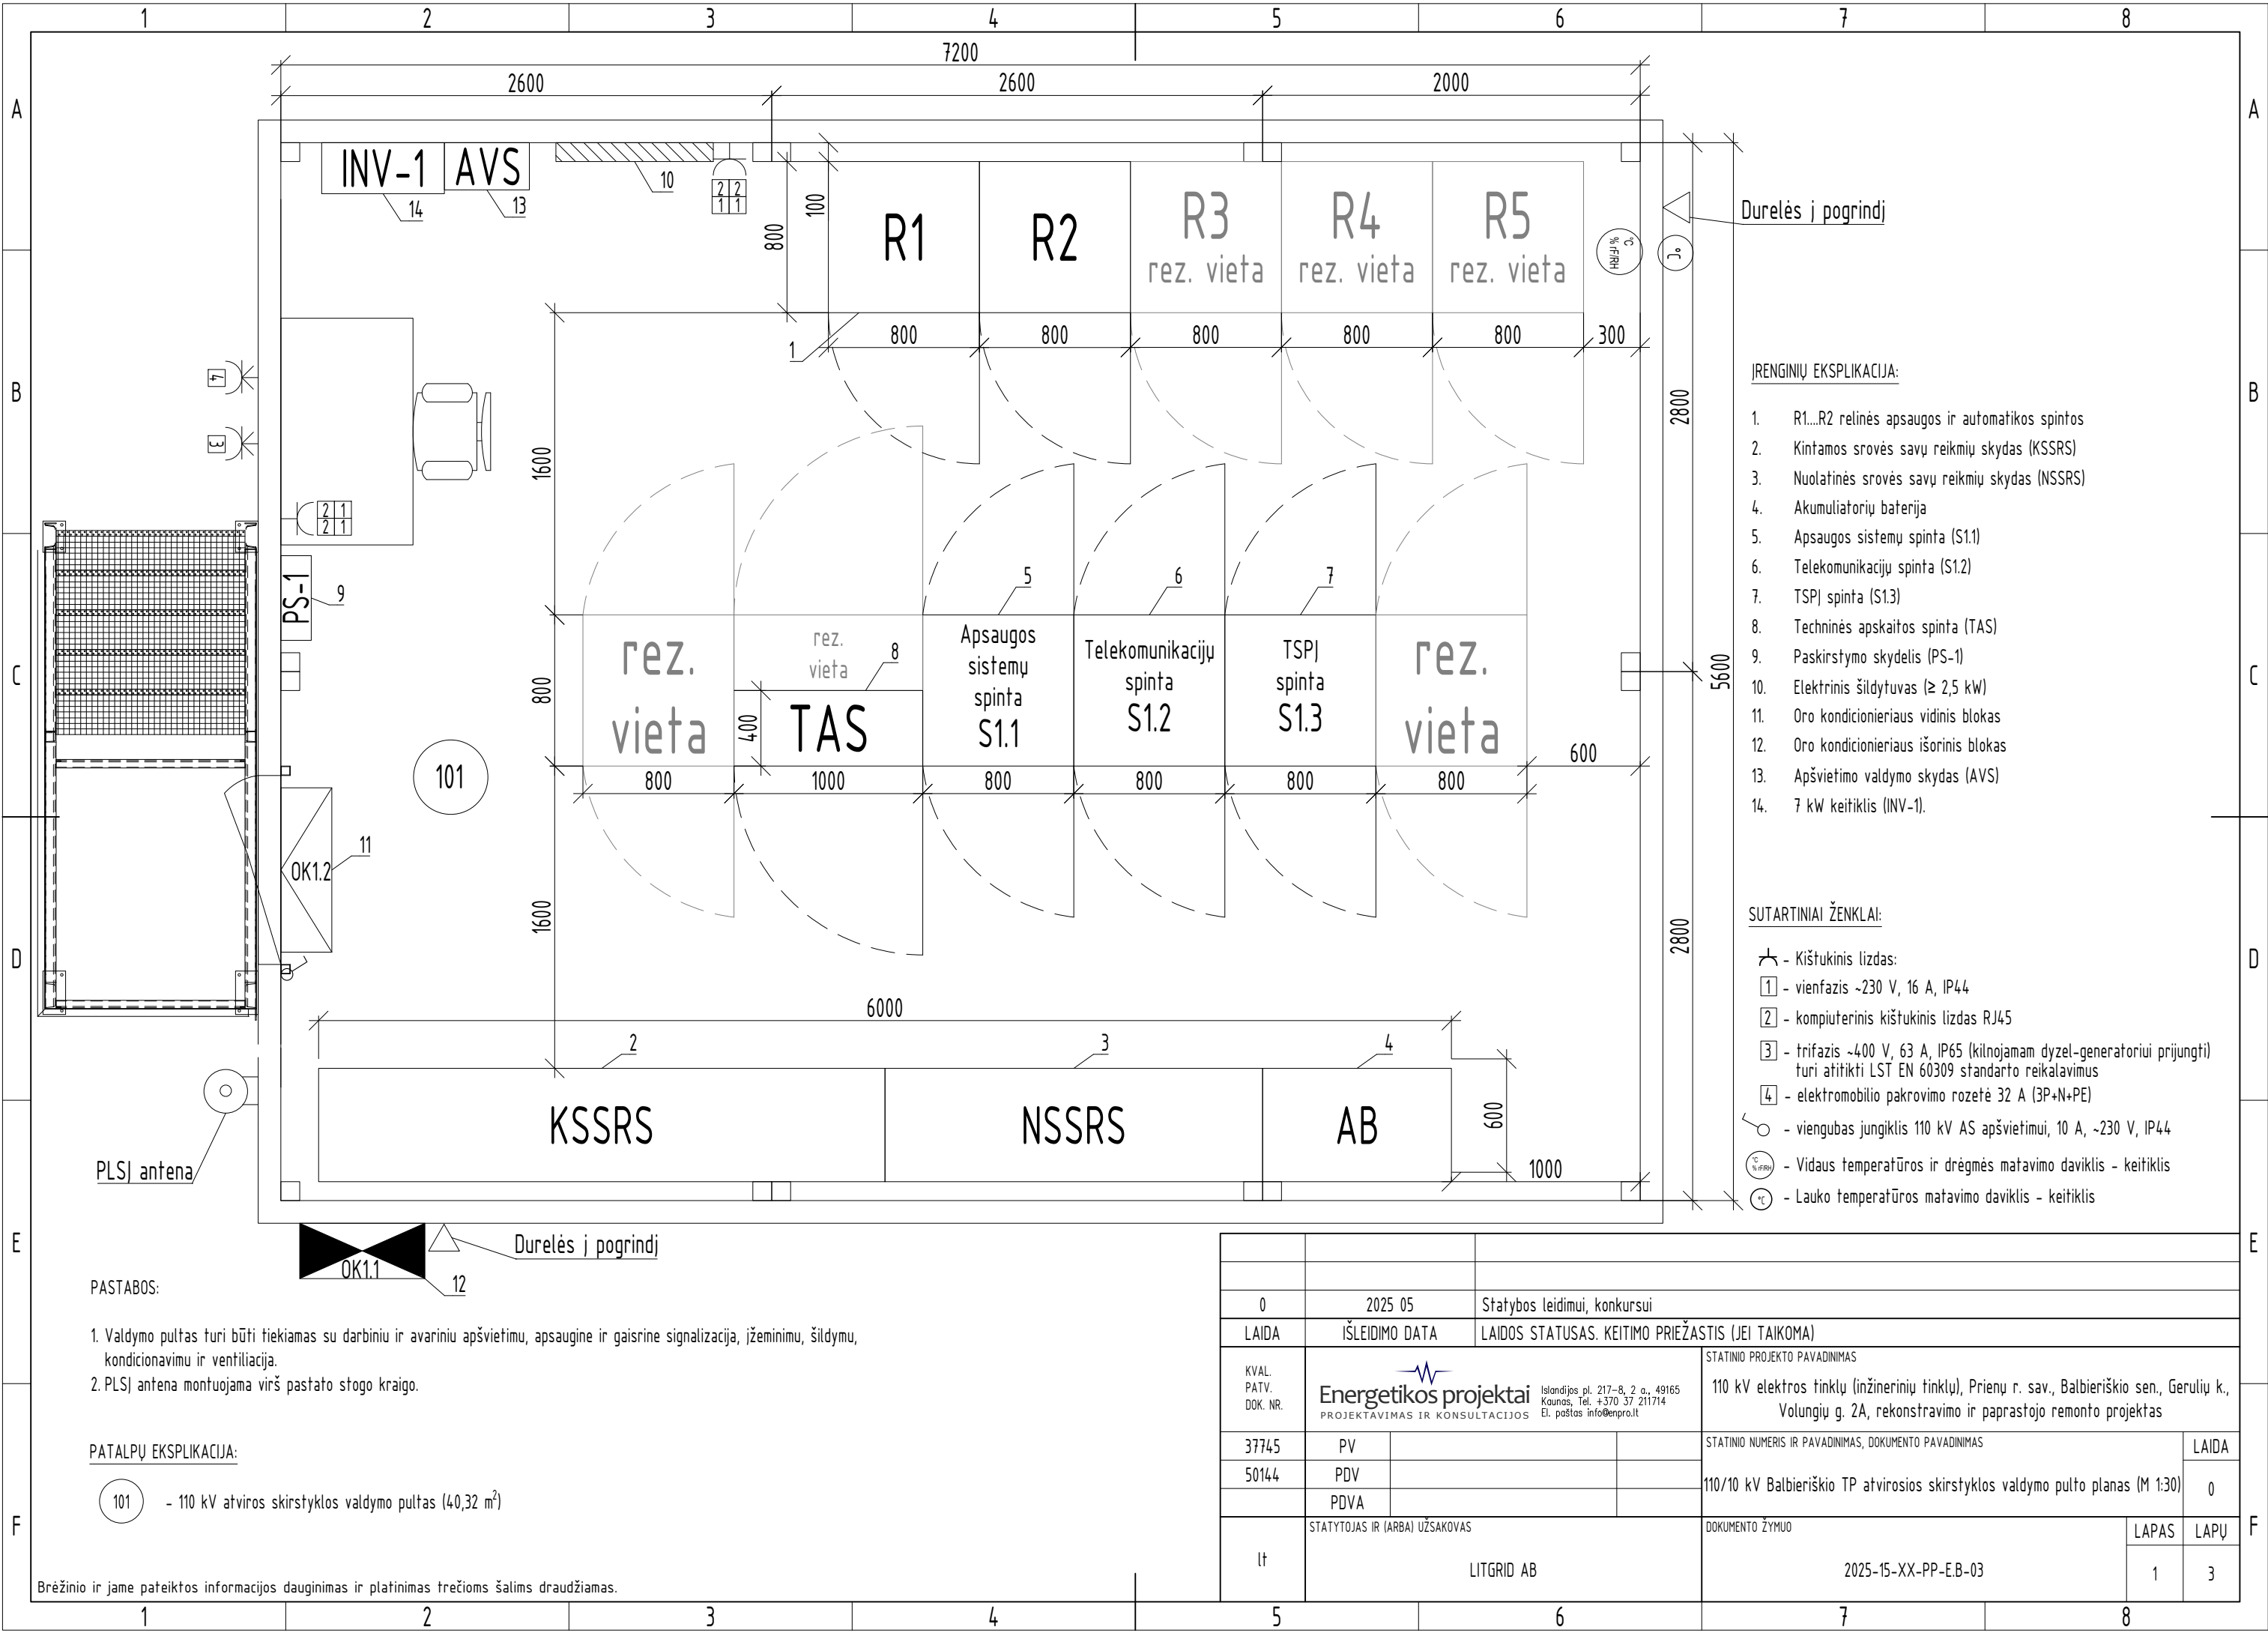 1 2 3 4 5 6 7 8
A
B
C
D
E
F
A
B
C
D
E
F
7200
2600 2600 2000
INV-1
14
AVS
13
10
2 2
1 1
800
100
R1
R2
R3
rez. vieta
R4
rez. vieta
R5
rez. vieta
°C
% rF/RH
°C
Durelės į pogrindį
1
800 800 800 800 800 300
4
3
2 1
2 1
1600
2800
5600
PS-1
9
5
6
7
8
800
rez.
vieta
rez.
vieta
400
TAS
Apsaugos
sistemų
spinta
S1.1
Telekomunikacijų
spinta
S1.2
TSPĮ
spinta
S1.3
rez.
vieta
600
800 1000 800 800 800 800
101
OK1.2
11
1600
2800
6000
2
3
4
KSSRS
NSSRS
AB
600
1000
PLSĮ antena
OK1.1
12
Durelės į pogrindį
ĮRENGINIŲ EKSPLIKACIJA:
1. R1....R2 relinės apsaugos ir automatikos spintos
2. Kintamos srovės savų reikmių skydas (KSSRS)
3. Nuolatinės srovės savų reikmių skydas (NSSRS)
4. Akumuliatorių baterija
5. Apsaugos sistemų spinta (S1.1)
6. Telekomunikacijų spinta (S1.2)
7. TSPĮ spinta (S1.3)
8. Techninės apskaitos spinta (TAS)
9. Paskirstymo skydelis (PS-1)
10. Elektrinis šildytuvas (≥ 2,5 kW)
11. Oro kondicionieriaus vidinis blokas
12. Oro kondicionieriaus išorinis blokas
13. Apšvietimo valdymo skydas (AVS)
14. 7 kW keitiklis (INV-1).
SUTARTINIAI ŽENKLAI:
- Kištukinis lizdas:
1 - vienfazis ~230 V, 16 A, IP44
2 - kompiuterinis kištukinis lizdas RJ45
3 - trifazis ~400 V, 63 A, IP65 (kilnojamam dyzel-generatoriui prijungti)
turi atitikti LST EN 60309 standarto reikalavimus
4 - elektromobilio pakrovimo rozetė 32 A (3P+N+PE)
- viengubas jungiklis 110 kV AS apšvietimui, 10 A, ~230 V, IP44
°C
% rF/RH
- Vidaus temperatūros ir drėgmės matavimo daviklis - keitiklis
°C - Lauko temperatūros matavimo daviklis - keitiklis
PASTABOS:
1. Valdymo pultas turi būti tiekiamas su darbiniu ir avariniu apšvietimu, apsaugine ir gaisrine signalizacija, įžeminimu, šildymu,
kondicionavimu ir ventiliacija.
2. PLSĮ antena montuojama virš pastato stogo kraigo.
PATALPŲ EKSPLIKACIJA:
101 - 110 kV atviros skirstyklos valdymo pultas (40,32 m²)
Brėžinio ir jame pateiktos informacijos dauginimas ir platinimas trečioms šalims draudžiamas.
0 2025 05 Statybos leidimui, konkursui
LAIDA IŠLEIDIMO DATA LAIDOS STATUSAS. KEITIMO PRIEŽASTIS (JEI TAIKOMA)
KVAL.
PATV.
DOK. NR.
Energetikos projektai
PROJEKTAVIMAS IR KONSULTACIJOS
Islandijos pl. 217-8, 2 a., 49165
Kaunas, Tel. +370 37 211714
El. paštas info@enpro.lt
STATINIO PROJEKTO PAVADINIMAS
110 kV elektros tinklų (inžinerinių tinklų), Prienų r. sav., Balbieriškio sen., Gerulių k.,
Volungių g. 2A, rekonstravimo ir paprastojo remonto projektas
37745 PV
50144 PDV
PDVA
STATINIO NUMERIS IR PAVADINIMAS, DOKUMENTO PAVADINIMAS
110/10 kV Balbieriškio TP atvirosios skirstyklos valdymo pulto planas (M 1:30)
LAIDA
0
lt
STATYTOJAS IR (ARBA) UŽSAKOVAS
LITGRID AB
DOKUMENTO ŽYMUO
2025-15-XX-PP-E.B-03
LAPAS LAPŲ
1 3
1 2 3 4 5 6 7 8